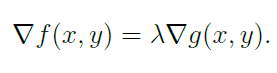 ∇f(x, y) = λ∇g(x, y).